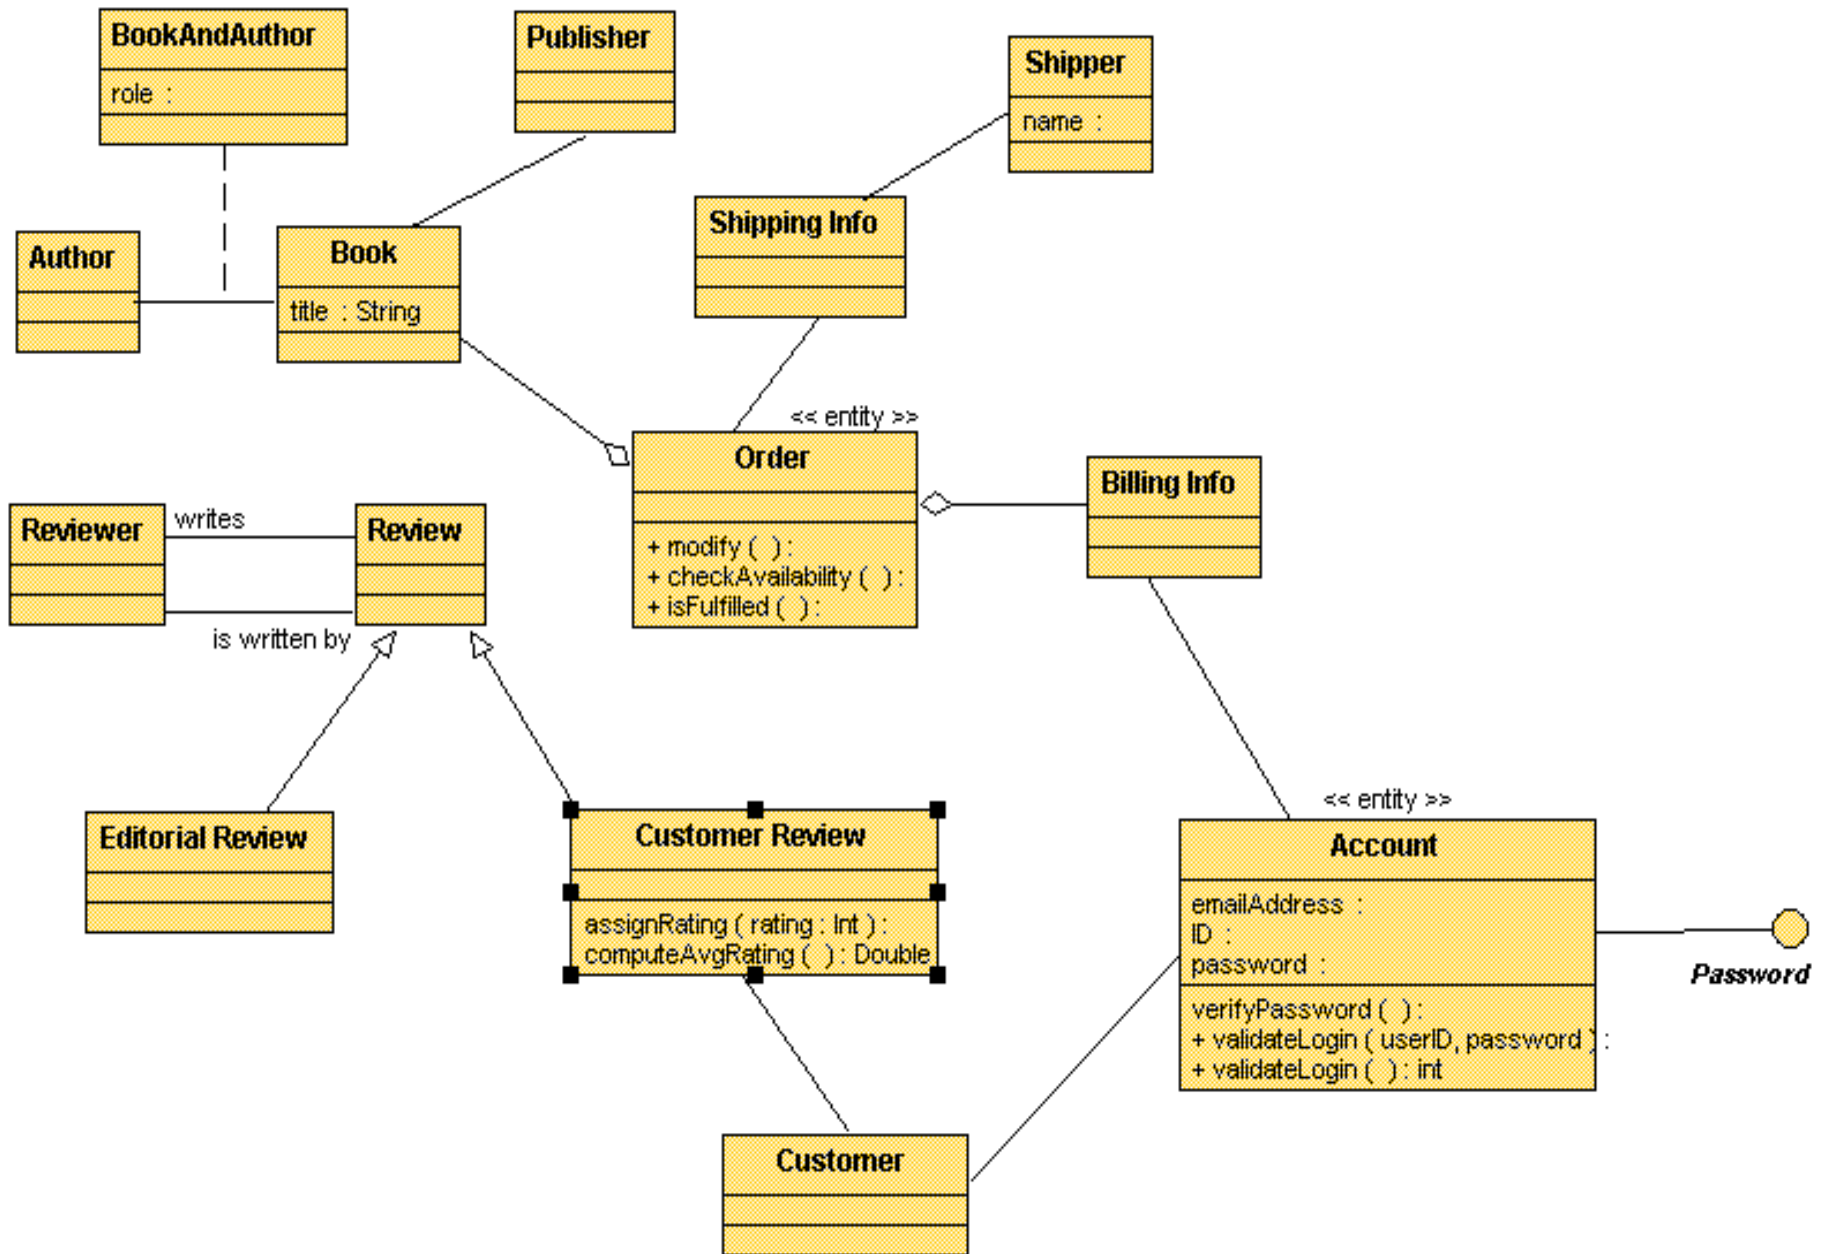 BookAndAuthor
role :
Publisher
Shipper
name :
Shipping Info
Author
Book
title : String
<< entity >>
Order
+ modify ( ) :
+ checkAvailability ( ) :
+ isFulfilled ( ) :
Billing Info
Reviewer
writes
Review
is written by
Editorial Review
Customer Review
assignRating ( rating : Int ) :
computeAvgRating ( ) : Double
<< entity >>
Account
emailAddress :
ID :
password :
verifyPassword ( ) :
+ validateLogin ( userID, password ) :
+ validateLogin ( ) : int
Password
Customer